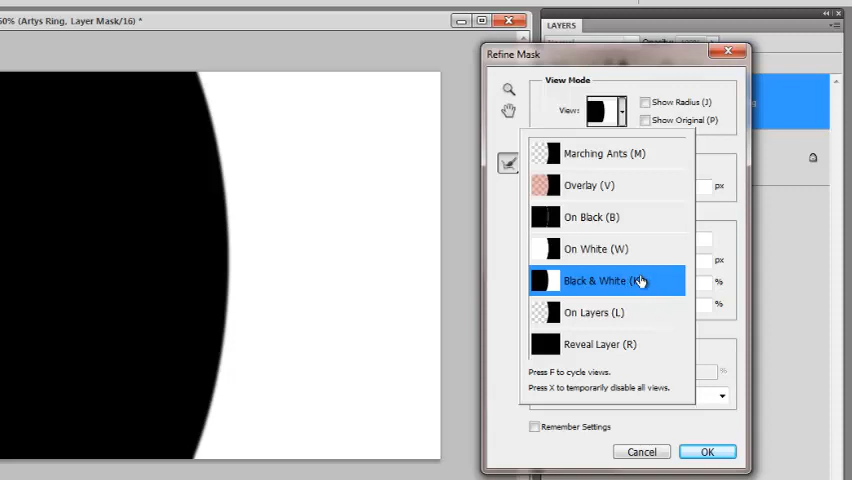 60% (Artys Ring, Layer Mask/16) *
LAYERS
Refine Mask
View Mode
View:
Show Radius (J)
Show Original (P)
Marching Ants (M)
Overlay (V)
px
On Black (B)
On White (W)
px
Black & White (K)
%
%
On Layers (L)
Reveal Layer (R)
Press F to cycle views.
%
Press X to temporarily disable all views.
Remember Settings
Cancel
OK